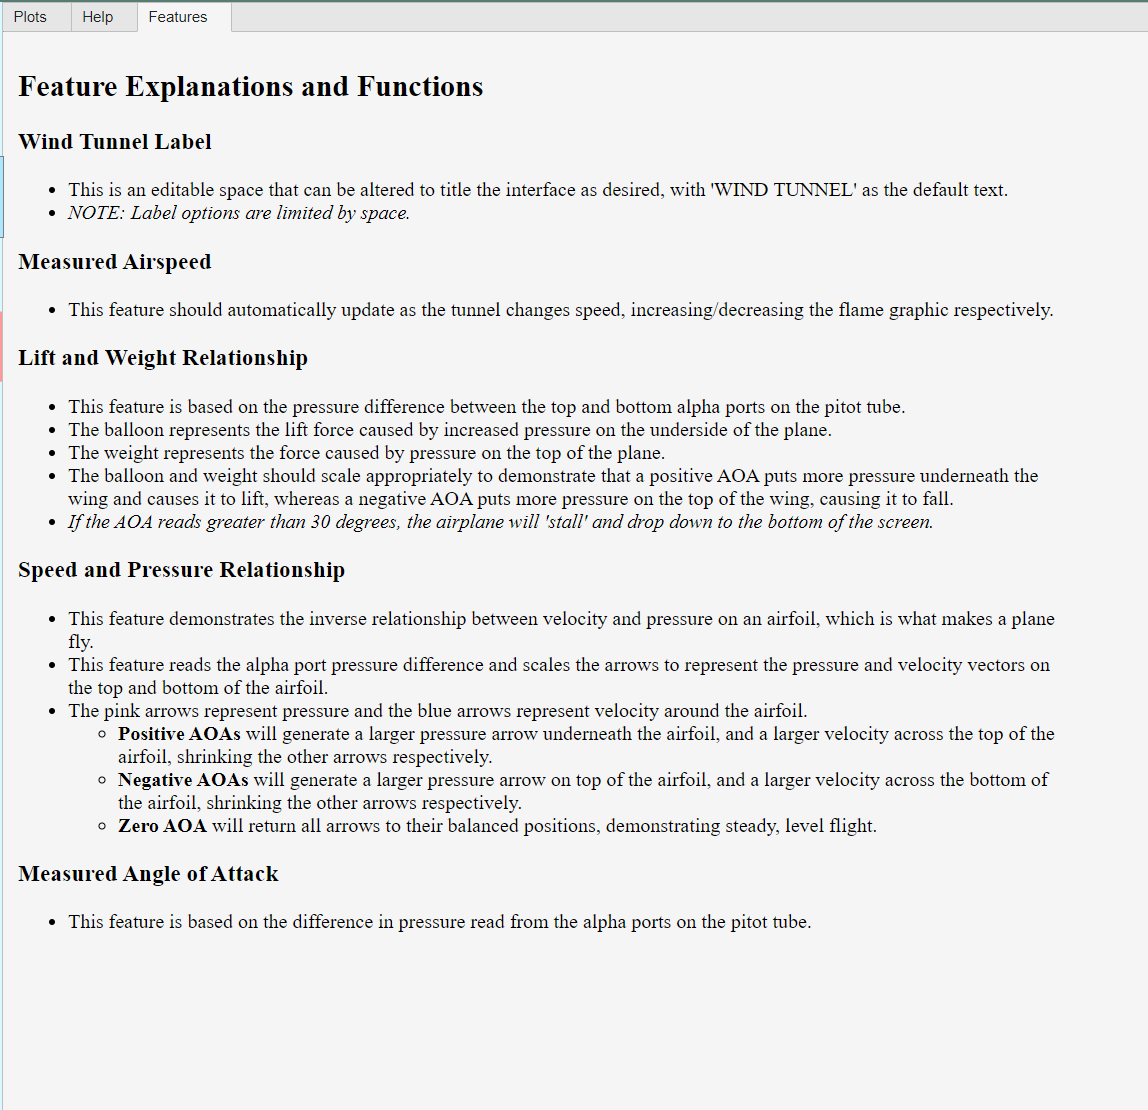 Plots Help Features
Feature Explanations and Functions
Wind Tunnel Label
• This is an editable space that can be altered to title the interface as desired, with 'WIND TUNNEL' as the default text.
• NOTE: Label options are limited by space.
Measured Airspeed
• This feature should automatically update as the tunnel changes speed, increasing/decreasing the flame graphic respectively.
Lift and Weight Relationship
• This feature is based on the pressure difference between the top and bottom alpha ports on the pitot tube.
• The balloon represents the lift force caused by increased pressure on the underside of the plane.
• The weight represents the force caused by pressure on the top of the plane.
• The balloon and weight should scale appropriately to demonstrate that a positive AOA puts more pressure underneath the
wing and causes it to lift, whereas a negative AOA puts more pressure on the top of the wing, causing it to fall.
• If the AOA reads greater than 30 degrees, the airplane will 'stall' and drop down to the bottom of the screen.
Speed and Pressure Relationship
• This feature demonstrates the inverse relationship between velocity and pressure on an airfoil, which is what makes a plane
fly.
• This feature reads the alpha port pressure difference and scales the arrows to represent the pressure and velocity vectors on
the top and bottom of the airfoil.
• The pink arrows represent pressure and the blue arrows represent velocity around the airfoil.
◦ Positive AOAs will generate a larger pressure arrow underneath the airfoil, and a larger velocity across the top of the
airfoil, shrinking the other arrows respectively.
◦ Negative AOAs will generate a larger pressure arrow on top of the airfoil, and a larger velocity across the bottom of
the airfoil, shrinking the other arrows respectively.
◦ Zero AOA will return all arrows to their balanced positions, demonstrating steady, level flight.
Measured Angle of Attack
• This feature is based on the difference in pressure read from the alpha ports on the pitot tube.